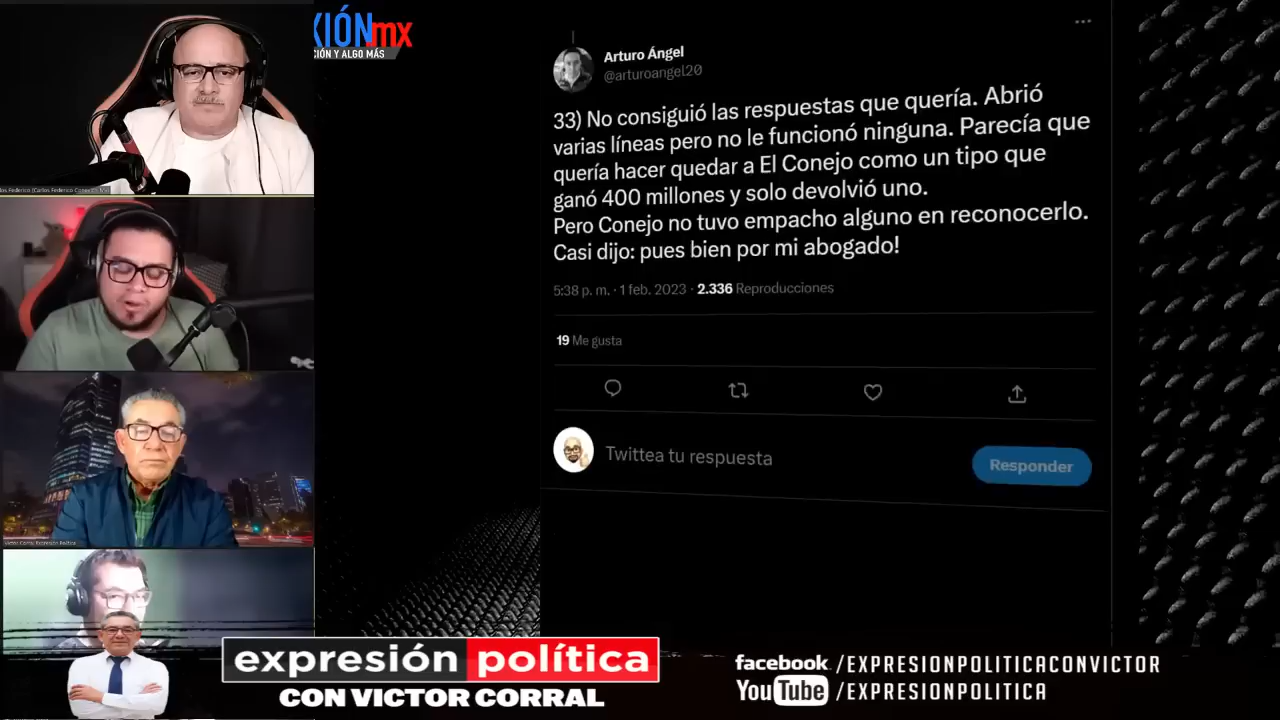 XIÓNmx
CIÓN Y ALGO MÁS
Arturo Ángel
@arturoangel20
33) No consiguió las respuestas que quería. Abrió
varias líneas pero no le funcionó ninguna. Parecía que
quería hacer quedar a El Conejo como un tipo que
ganó 400 millones y solo devolvió uno.
Pero Conejo no tuvo empacho alguno en reconocerlo.
Casi dijo: pues bien por mi abogado!
5:38 p. m. · 1 feb. 2023 · 2.336 Reproducciones
19 Me gusta
Twittea tu respuesta
Responder
Victor Corral Expresión Política
expresión política
CON VICTOR CORRAL
facebook /EXPRESIONPOLITICACONVICTOR
YouTube /EXPRESIONPOLITICA